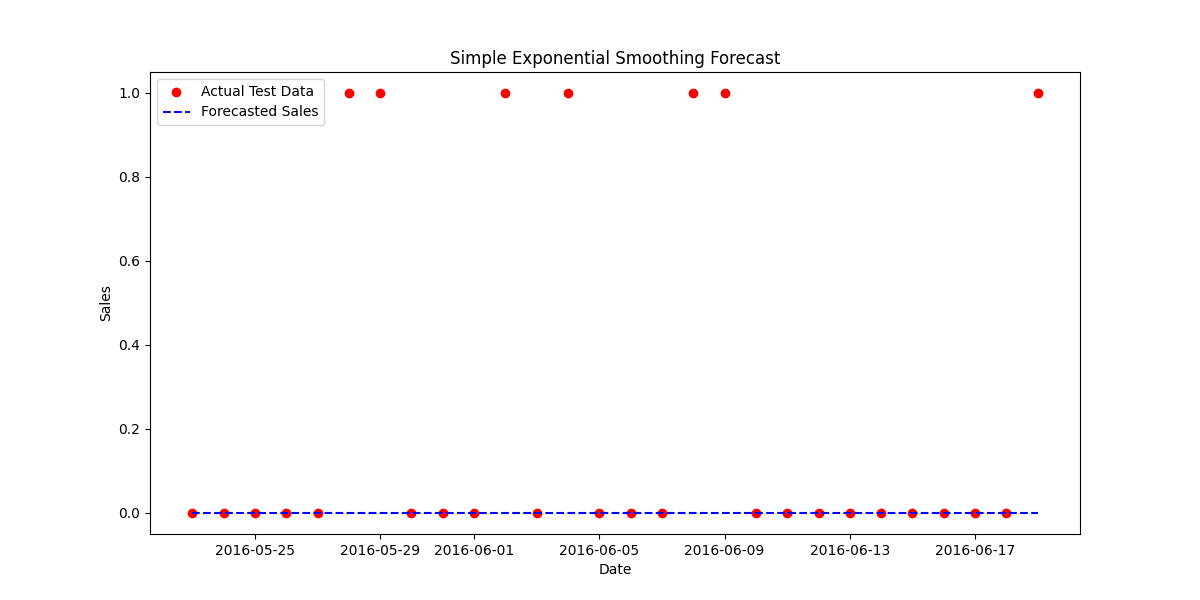 Simple Exponential Smoothing Forecast
Actual Test Data
Forecasted Sales
1.0
0.8
0.6
0.4
0.2
0.0
Sales
2016-05-25 2016-05-29 2016-06-01 2016-06-05 2016-06-09 2016-06-13 2016-06-17
Date